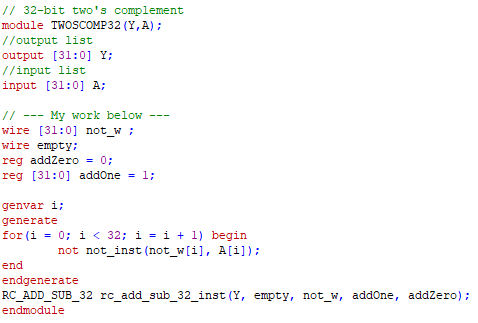 // 32-bit two's complement
module TWOSCOMP32(Y,A);
//output list
output [31:0] Y;
//input list
input [31:0] A;
// --- My work below ---
wire [31:0] not_w ;
wire empty;
reg addZero = 0;
reg [31:0] addOne = 1;
genvar i;
generate
for(i = 0; i < 32; i = i + 1) begin
not not_inst(not_w[i], A[i]);
end
endgenerate
RC_ADD_SUB_32 rc_add_sub_32_inst(Y, empty, not_w, addOne, addZero);
endmodule